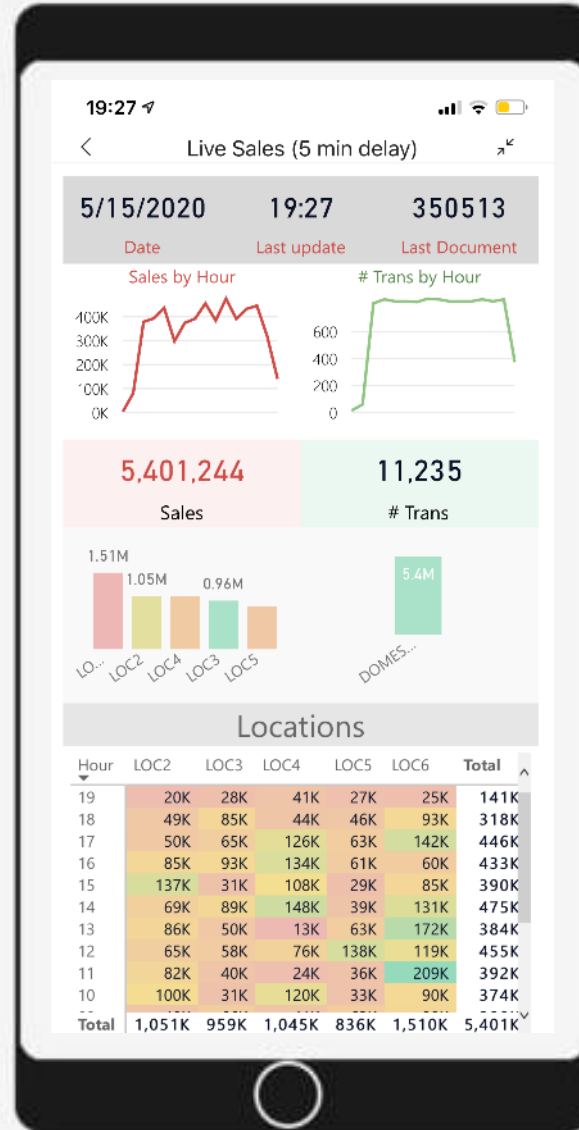 19:27
Live Sales (5 min delay)
5/15/2020 19:27 350513
Date Last update Last Document
Sales by Hour # Trans by Hour
400K
300K
200K
100K
0K
600
400
200
0
5,401,244 11,235
Sales # Trans
1.51M
1.05M
0.96M
5.4M
LO... LOC2 LOC4 LOC3 LOC5 DOMES...
Locations
Hour LOC2 LOC3 LOC4 LOC5 LOC6 Total
19 20K 28K 41K 27K 25K 141K
18 49K 85K 44K 46K 93K 318K
17 50K 65K 126K 63K 142K 446K
16 85K 93K 134K 61K 60K 433K
15 137K 31K 108K 29K 85K 390K
14 69K 89K 148K 39K 131K 475K
13 86K 50K 13K 63K 172K 384K
12 65K 58K 76K 138K 119K 455K
11 82K 40K 24K 36K 209K 392K
10 100K 31K 120K 33K 90K 374K
Total 1,051K 959K 1,045K 836K 1,510K 5,401K